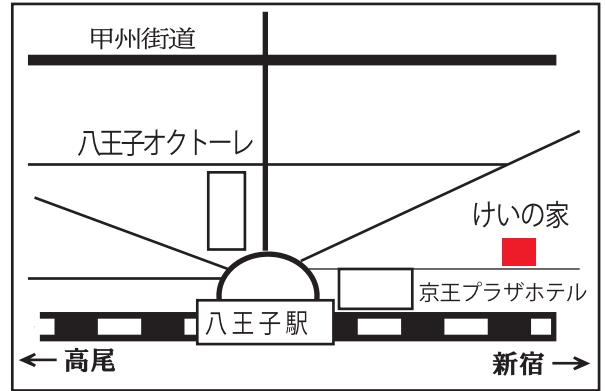 甲州街道
八王子オクトーレ
けいの家
京王プラザホテル
八王子駅
←高尾
新宿→